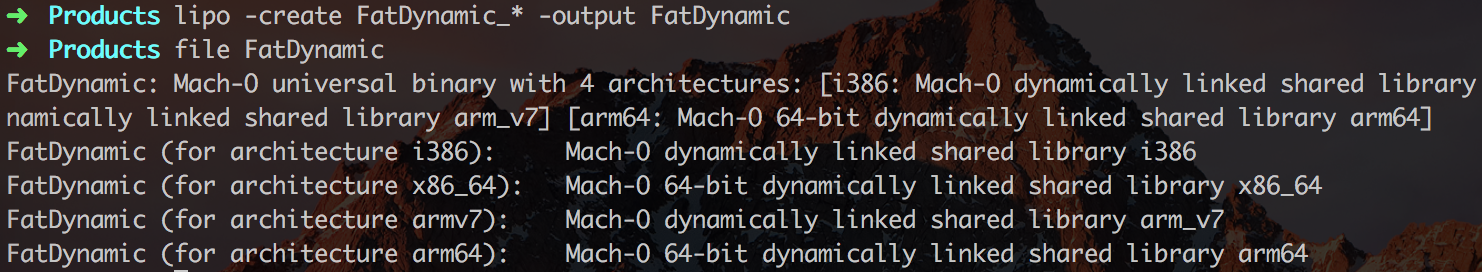 ➜ Products lipo -create FatDynamic_* -output FatDynamic
➜ Products file FatDynamic
FatDynamic: Mach-O universal binary with 4 architectures: [i386: Mach-O dynamically linked shared library
namically linked shared library arm_v7] [arm64: Mach-O 64-bit dynamically linked shared library arm64]
FatDynamic (for architecture i386): Mach-O dynamically linked shared library i386
FatDynamic (for architecture x86_64): Mach-O 64-bit dynamically linked shared library x86_64
FatDynamic (for architecture armv7): Mach-O dynamically linked shared library arm_v7
FatDynamic (for architecture arm64): Mach-O 64-bit dynamically linked shared library arm64